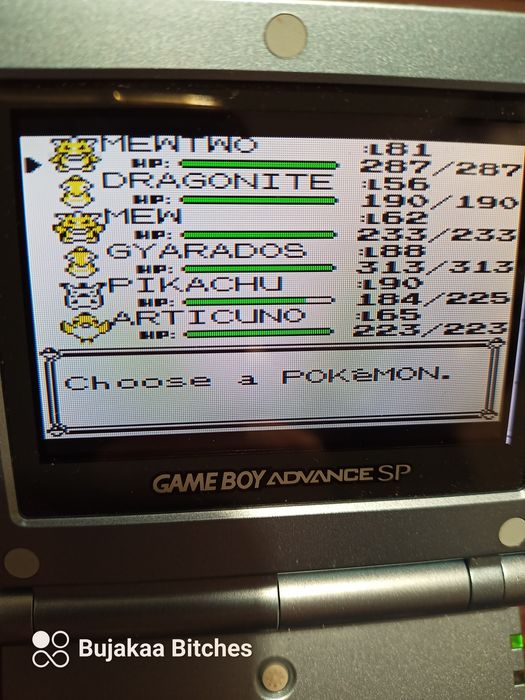 MEWTWO :L81
HP: 287/287
DRAGONITE :L56
HP: 190/190
MEW :L62
HP: 233/233
GYARADOS :L88
HP: 313/313
PIKACHU :L90
HP: 184/225
ARTICUNO :L65
HP: 223/223
Choose a POKéMON.
GAME BOY ADVANCE SP
Bujakaa Bitches